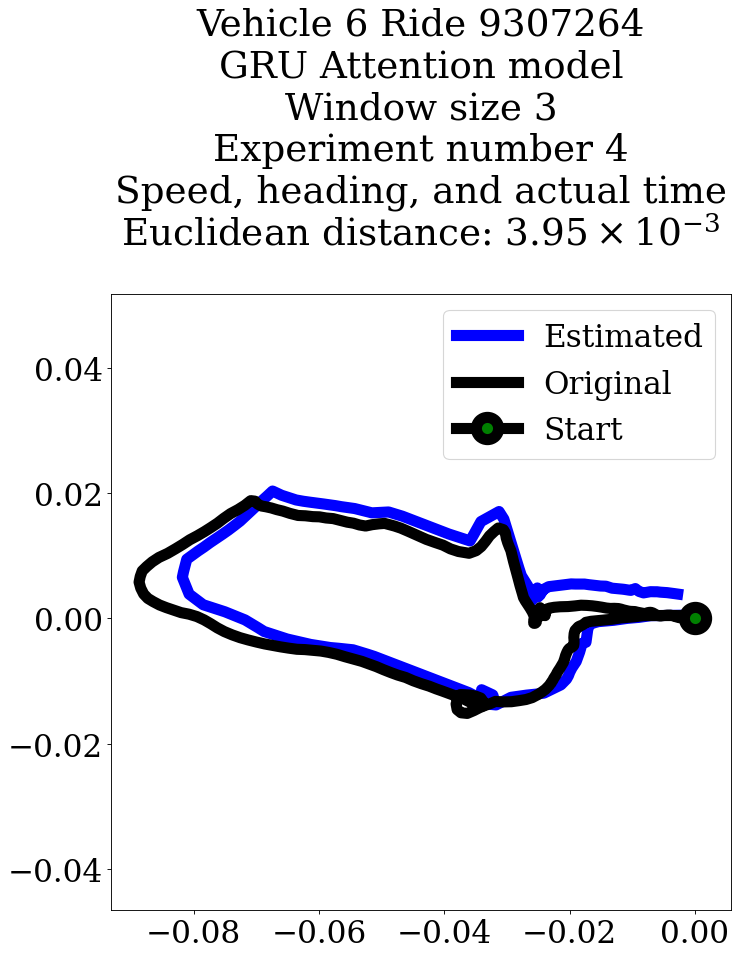 Vehicle 6 Ride 9307264
GRU Attention model
Window size 3
Experiment number 4
Speed, heading, and actual time
Euclidean distance: 3.95 × 10⁻³
Estimated
Original
Start
0.04
0.02
0.00
−0.02
−0.04
−0.08 −0.06 −0.04 −0.02 0.00